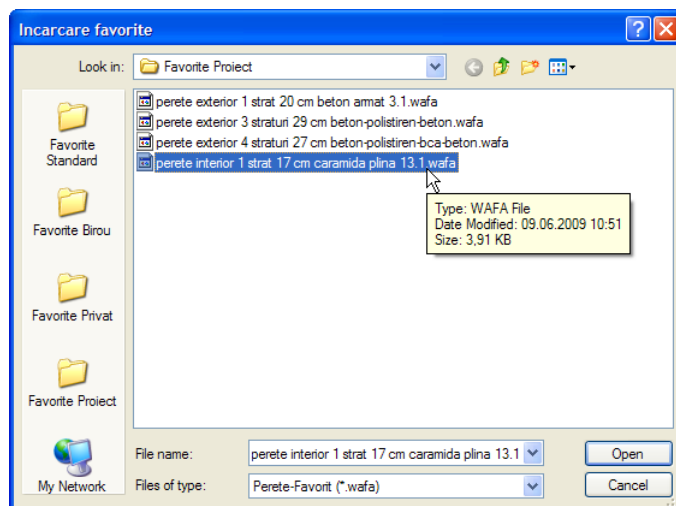 Incarcare favorite
Look in: Favorite Proiect
perete exterior 1 strat 20 cm beton armat 3.1.wafa
perete exterior 3 straturi 29 cm beton-polistiren-beton.wafa
perete exterior 4 straturi 27 cm beton-polistiren-bca-beton.wafa
perete interior 1 strat 17 cm caramida plina 13.1.wafa
Type: WAFA File
Date Modified: 09.06.2009 10:51
Size: 3,91 KB
Favorite
Standard
Favorite Birou
Favorite Privat
Favorite Proiect
My Network
File name: perete interior 1 strat 17 cm caramida plina 13.1 Open
Files of type: Perete-Favorit (*.wafa) Cancel